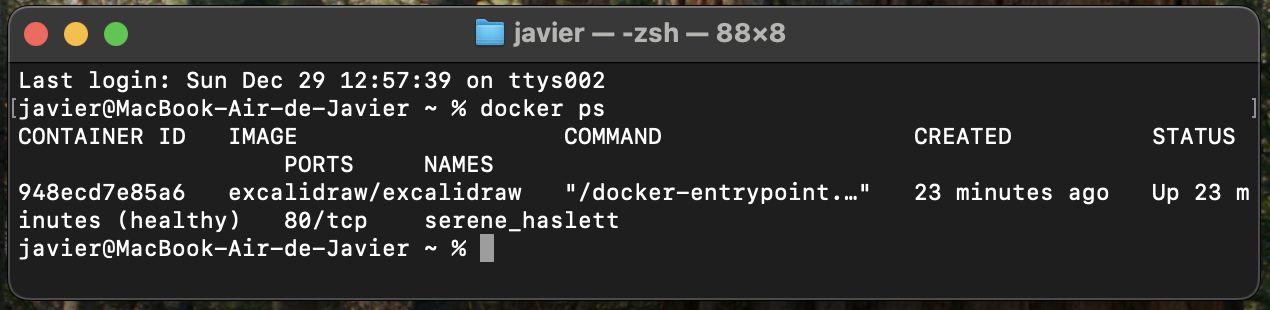 javier — -zsh — 88×8
Last login: Sun Dec 29 12:57:39 on ttys002
[javier@MacBook-Air-de-Javier ~ % docker ps ]
CONTAINER ID   IMAGE                   COMMAND                  CREATED          STATUS
                   PORTS     NAMES
948ecd7e85a6   excalidraw/excalidraw   "/docker-entrypoint.…"   23 minutes ago   Up 23 m
inutes (healthy)   80/tcp    serene_haslett
javier@MacBook-Air-de-Javier ~ %